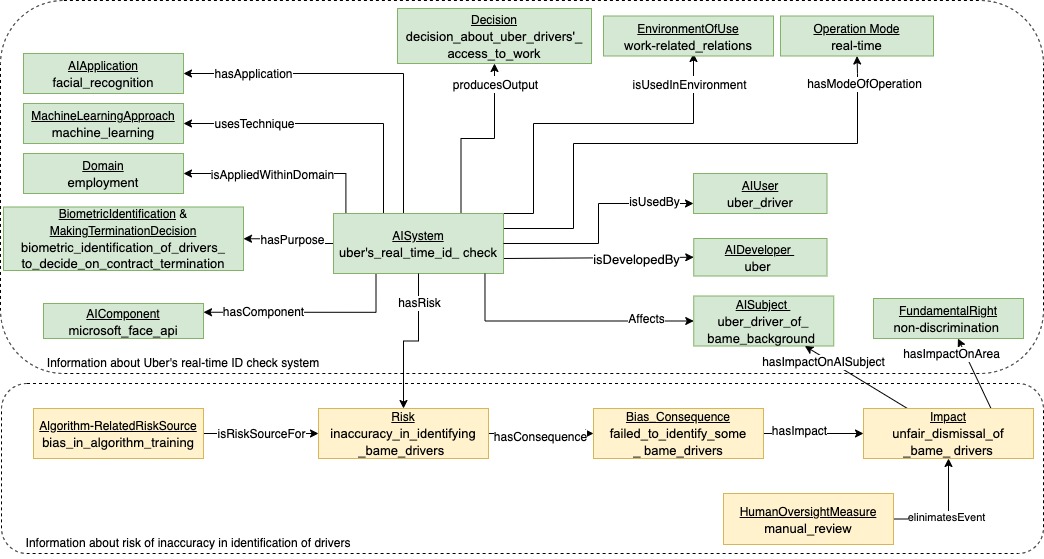 Decision
decision_about_uber_drivers'_
access_to_work
EnvironmentOfUse
work-related_relations
Operation Mode
real-time
AIApplication
facial_recognition
hasApplication
producesOutput
isUsedInEnvironment
hasModeOfOperation
MachineLearningApproach
machine_learning
usesTechnique
Domain
employment
isAppliedWithinDomain
AIUser
uber_driver
isUsedBy
BiometricIdentification &
MakingTerminationDecision
biometric_identification_of_drivers_
to_decide_on_contract_termination
hasPurpose
AISystem
uber's_real_time_id_ check
isDevelopedBy
AIDeveloper
uber
AIComponent
microsoft_face_api
hasComponent
hasRisk
Affects
AISubject
uber_driver_of_
bame_background
FundamentalRight
non-discrimination
hasImpactOnAISubject
hasImpactOnArea
Information about Uber's real-time ID check system
Algorithm-RelatedRiskSource
bias_in_algorithm_training
isRiskSourceFor
Risk
inaccuracy_in_identifying
_bame_drivers
hasConsequence
Bias_Consequence
failed_to_identify_some
_ bame_drivers
hasImpact
Impact
unfair_dismissal_of
_bame_ drivers
HumanOversightMeasure
manual_review
elinimatesEvent
Information about risk of inaccuracy in identification of drivers